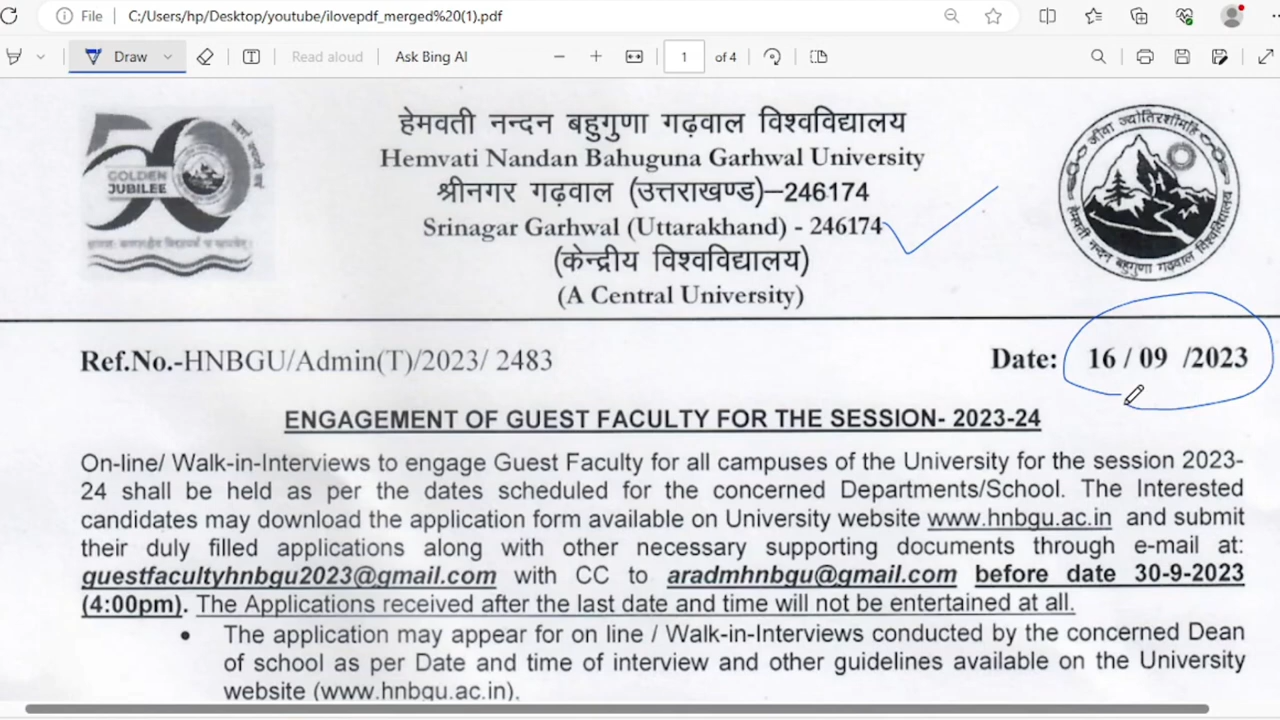 File
C:/Users/hp/Desktop/youtube/ilovepdf_merged%20(1).pdf
Draw
Read aloud
Ask Bing AI
1
of 4
GOLDEN
JUBILEE
50
हेमवती नन्दन बहुगुणा गढ़वाल विश्वविद्यालय
Hemvati Nandan Bahuguna Garhwal University
श्रीनगर गढ़वाल (उत्तराखण्ड)–246174
Srinagar Garhwal (Uttarakhand) - 246174
(केन्द्रीय विश्वविद्यालय)
(A Central University)
हेमवती नन्दन बहुगुणा गढ़वाल विश्वविद्यालय
Ref.No.-HNBGU/Admin(T)/2023/ 2483
Date: 16 / 09 /2023
ENGAGEMENT OF GUEST FACULTY FOR THE SESSION- 2023-24
On-line/ Walk-in-Interviews to engage Guest Faculty for all campuses of the University for the session 2023-
24 shall be held as per the dates scheduled for the concerned Departments/School. The Interested
candidates may download the application form available on University website www.hnbgu.ac.in and submit
their duly filled applications along with other necessary supporting documents through e-mail at:
guestfacultyhnbgu2023@gmail.com with CC to aradmhnbgu@gmail.com before date 30-9-2023
(4:00pm). The Applications received after the last date and time will not be entertained at all.
• The application may appear for on line / Walk-in-Interviews conducted by the concerned Dean
of school as per Date and time of interview and other guidelines available on the University
website (www.hnbgu.ac.in).